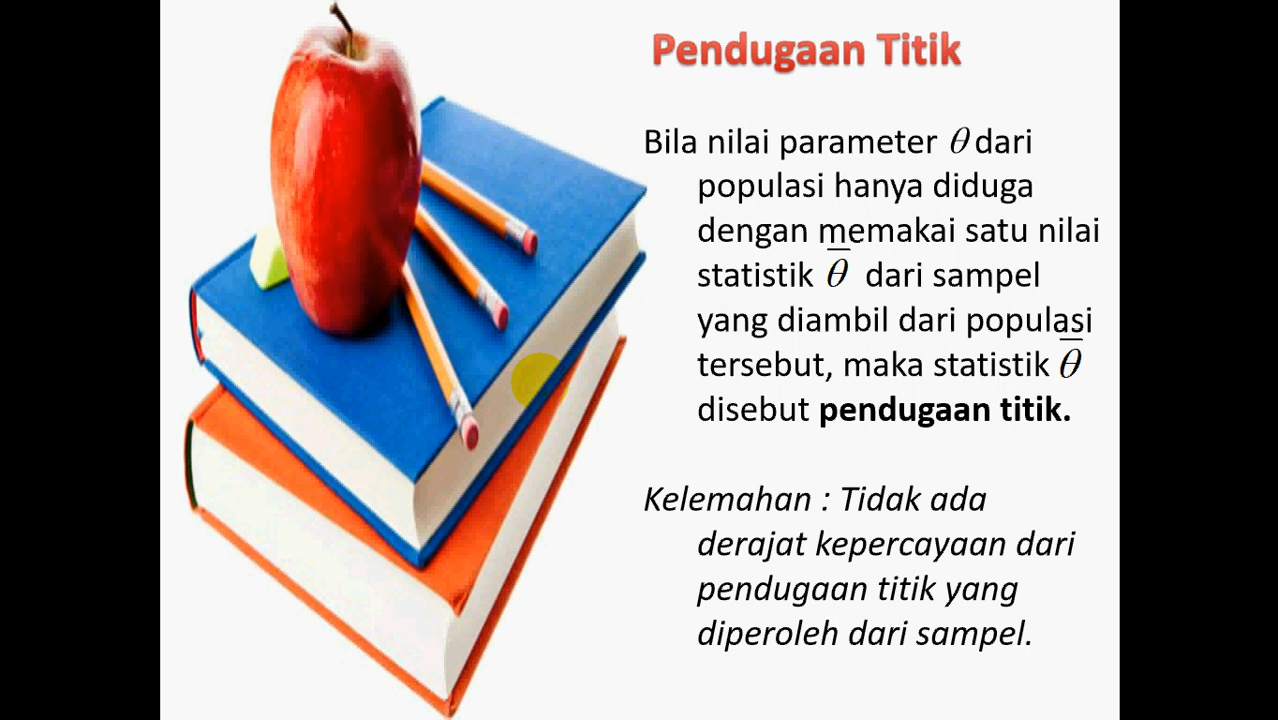 Pendugaan Titik
Bila nilai parameter θ dari
populasi hanya diduga
dengan memakai satu nilai
statistik θ̅ dari sampel
yang diambil dari populasi
tersebut, maka statistik θ̅
disebut pendugaan titik.
Kelemahan : Tidak ada
derajat kepercayaan dari
pendugaan titik yang
diperoleh dari sampel.